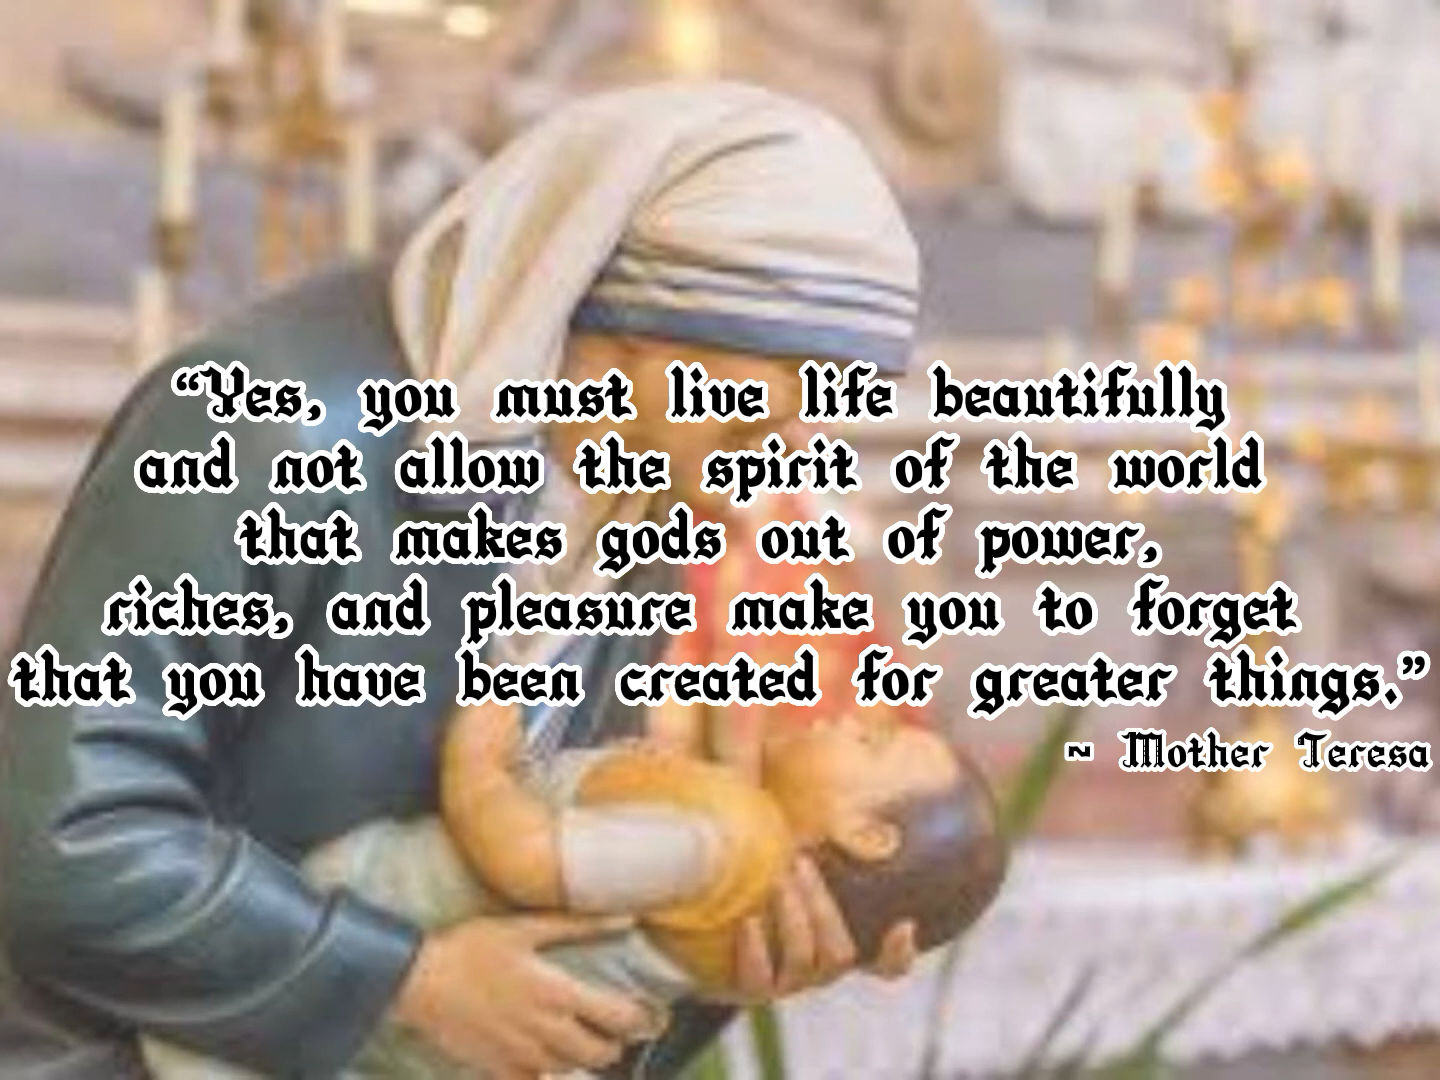 “Yes, you must live life beautifully
and not allow the spirit of the world
that makes gods out of power,
riches, and pleasure make you to forget
that you have been created for greater things.”
~ Mother Teresa